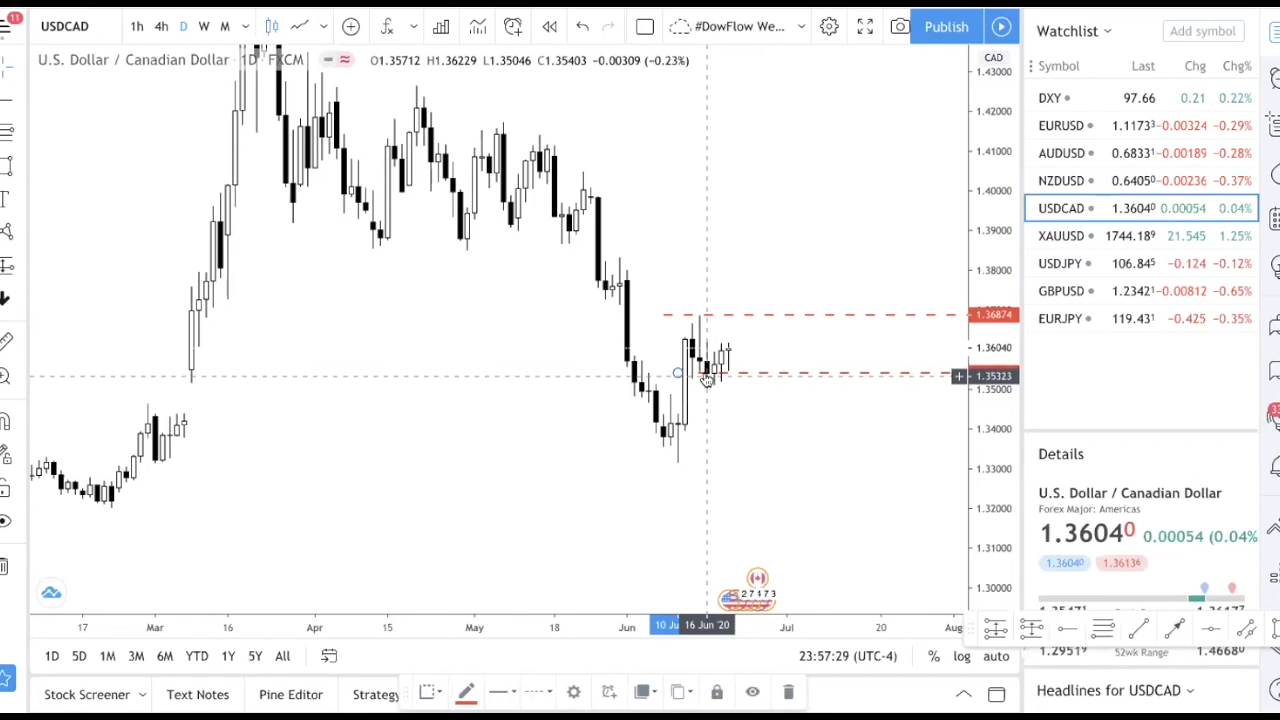 11
USDCAD 1h 4h D W M fx #DowFlow We... Publish
U.S. Dollar / Canadian Dollar · 1D · FXCM O1.35712 H1.36229 L1.35046 C1.35403 −0.00309 (−0.23%)
CAD
1.43000
1.42000
1.41000
1.40000
1.39000
1.38000
1.36874
1.36040
1.35323
1.35000
1.34000
1.33000
1.32000
1.31000
1.30000
17 Mar 16 Apr 18 May 18 Jun 10 Ju 16 Jun '20 Jul 20 Aug
1D 5D 1M 3M 6M YTD 1Y 5Y All 23:57:29 (UTC-4) % log auto
Stock Screener Text Notes Pine Editor Strategy
Watchlist Add symbol
Symbol Last Chg Chg%
DXY 97.66 0.21 0.22%
EURUSD 1.1173³ −0.00324 −0.29%
AUDUSD 0.6833¹ −0.00189 −0.28%
NZDUSD 0.6405⁰ −0.00236 −0.37%
USDCAD 1.3604⁰ 0.00054 0.04%
XAUUSD 1744.18⁹ 21.545 1.25%
USDJPY 106.84⁵ −0.124 −0.12%
GBPUSD 1.2342¹ −0.00812 −0.65%
EURJPY 119.43¹ −0.425 −0.35%
Details
U.S. Dollar / Canadian Dollar
Forex Major: Americas
1.3604⁰ 0.00054 (0.04%
1.3604⁰ 1.3613⁶
1.2951⁹ 52wk Range 1.4668⁰
Headlines for USDCAD